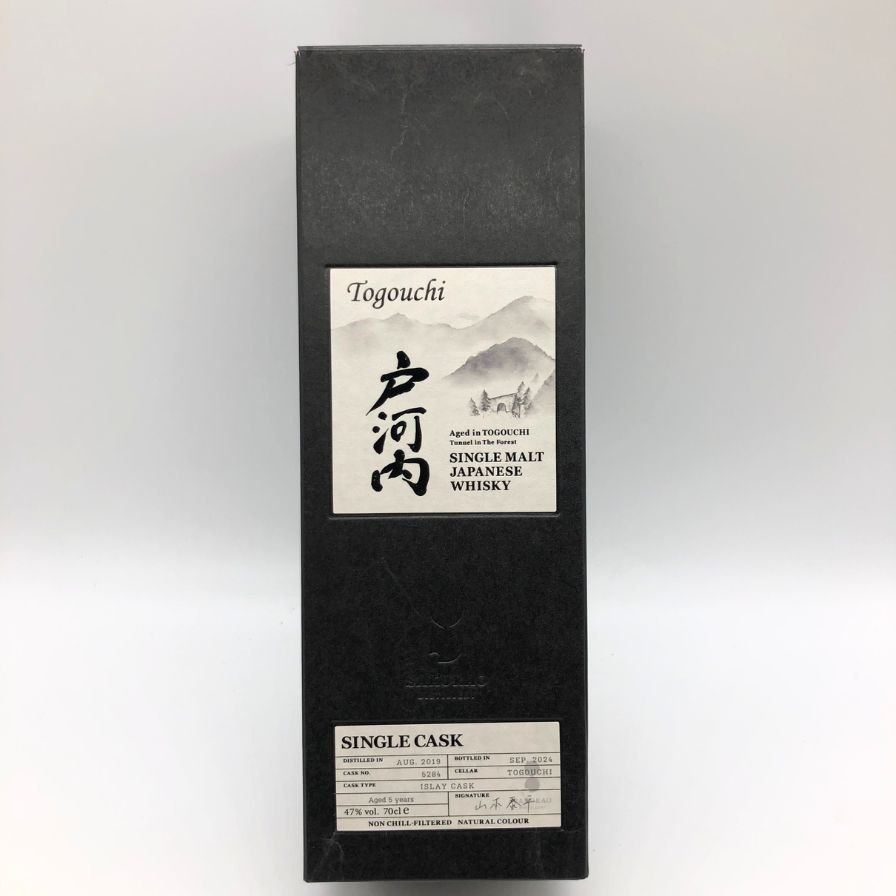 Togouchi
戸河内
Aged in TOGOUCHI
Tunnel in The Forest
SINGLE MALT
JAPANESE
WHISKY
SINGLE CASK
DISTILLED IN AUG. 2019 BOTTLED IN SEP. 2024
CASK NO. 5284 CELLAR TOGOUCHI
CASK TYPE ISLAY CASK
Aged 5 years SIGNATURE
47% vol. 70cl e
NON CHILL-FILTERED NATURAL COLOUR